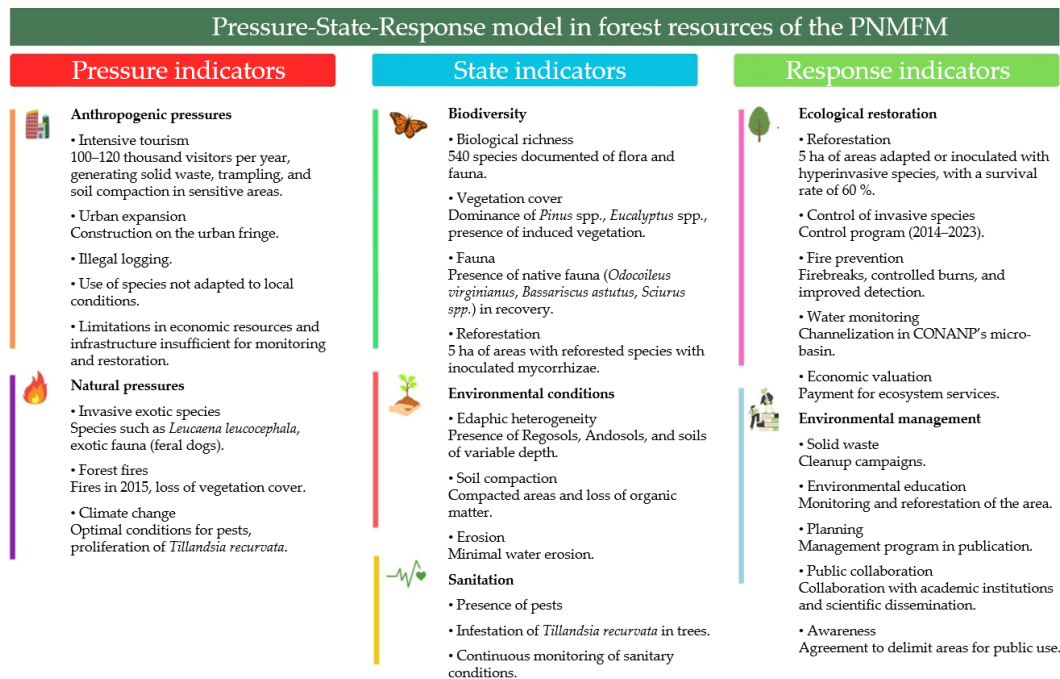 Pressure-State-Response model in forest resources of the PNMFM
Pressure indicators
Anthropogenic pressures
• Intensive tourism
100–120 thousand visitors per year,
generating solid waste, trampling, and
soil compaction in sensitive areas.
• Urban expansion
Construction on the urban fringe.
• Illegal logging.
• Use of species not adapted to local
conditions.
• Limitations in economic resources and
infrastructure insufficient for monitoring
and restoration.
Natural pressures
• Invasive exotic species
Species such as Leucaena leucocephala,
exotic fauna (feral dogs).
• Forest fires
Fires in 2015, loss of vegetation cover.
• Climate change
Optimal conditions for pests,
proliferation of Tillandsia recurvata.
State indicators
Biodiversity
• Biological richness
540 species documented of flora and
fauna.
• Vegetation cover
Dominance of Pinus spp., Eucalyptus spp.,
presence of induced vegetation.
• Fauna
Presence of native fauna (Odocoileus
virginianus, Bassariscus astutus, Sciurus
spp.) in recovery.
• Reforestation
5 ha of areas with reforested species with
inoculated mycorrhizae.
Environmental conditions
• Edaphic heterogeneity
Presence of Regosols, Andosols, and soils
of variable depth.
• Soil compaction
Compacted areas and loss of organic
matter.
• Erosion
Minimal water erosion.
Sanitation
• Presence of pests
• Infestation of Tillandsia recurvata in trees.
• Continuous monitoring of sanitary
conditions.
Response indicators
Ecological restoration
• Reforestation
5 ha of areas adapted or inoculated with
hyperinvasive species, with a survival
rate of 60 %.
• Control of invasive species
Control program (2014–2023).
• Fire prevention
Firebreaks, controlled burns, and
improved detection.
• Water monitoring
Channelization in CONANP's micro-
basin.
• Economic valuation
Payment for ecosystem services.
Environmental management
• Solid waste
Cleanup campaigns.
• Environmental education
Monitoring and reforestation of the area.
• Planning
Management program in publication.
• Public collaboration
Collaboration with academic institutions
and scientific dissemination.
• Awareness
Agreement to delimit areas for public use.